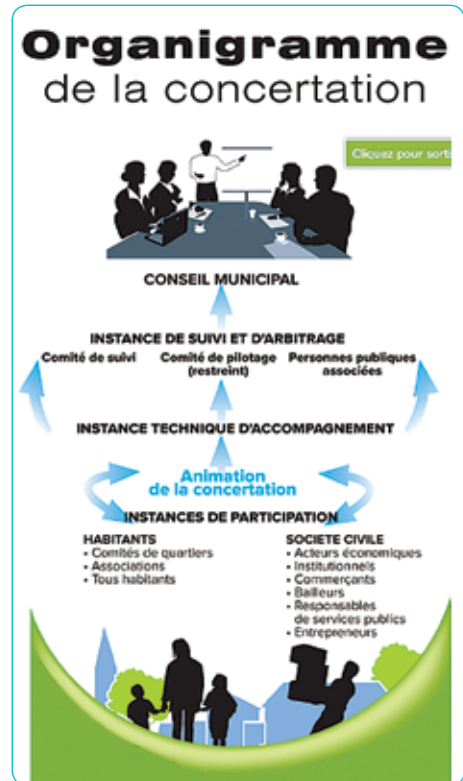 Organigramme
de la concertation
Cliquez pour sorti
CONSEIL MUNICIPAL
INSTANCE DE SUIVI ET D'ARBITRAGE
Comité de suivi
Comité de pilotage
(restreint)
Personnes publiques
associées
INSTANCE TECHNIQUE D'ACCOMPAGNEMENT
Animation
de la concertation
INSTANCES DE PARTICIPATION
HABITANTS
• Comités de quartiers
• Associations
• Tous habitants
SOCIETE CIVILE
• Acteurs économiques
• Institutionnels
• Commerçants
• Bailleurs
• Responsables
de services publics
• Entrepreneurs